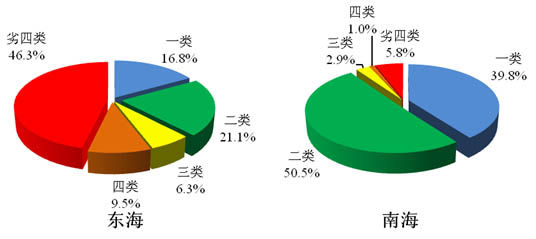 劣四类
46.3%
一类
16.8%
二类
21.1%
三类
6.3%
四类
9.5%
东海
四类
1.0%
三类
2.9%
劣四类
5.8%
一类
39.8%
二类
50.5%
南海